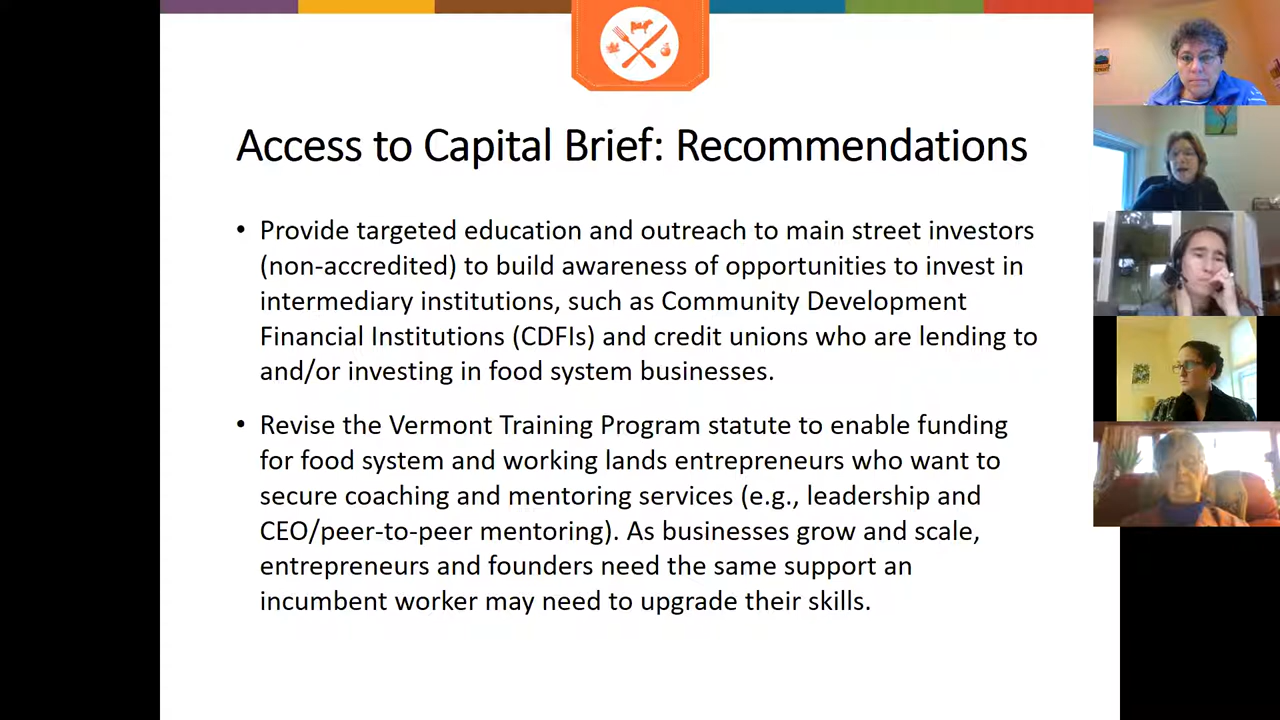 Access to Capital Brief: Recommendations
• Provide targeted education and outreach to main street investors
(non-accredited) to build awareness of opportunities to invest in
intermediary institutions, such as Community Development
Financial Institutions (CDFIs) and credit unions who are lending to
and/or investing in food system businesses.
• Revise the Vermont Training Program statute to enable funding
for food system and working lands entrepreneurs who want to
secure coaching and mentoring services (e.g., leadership and
CEO/peer-to-peer mentoring). As businesses grow and scale,
entrepreneurs and founders need the same support an
incumbent worker may need to upgrade their skills.